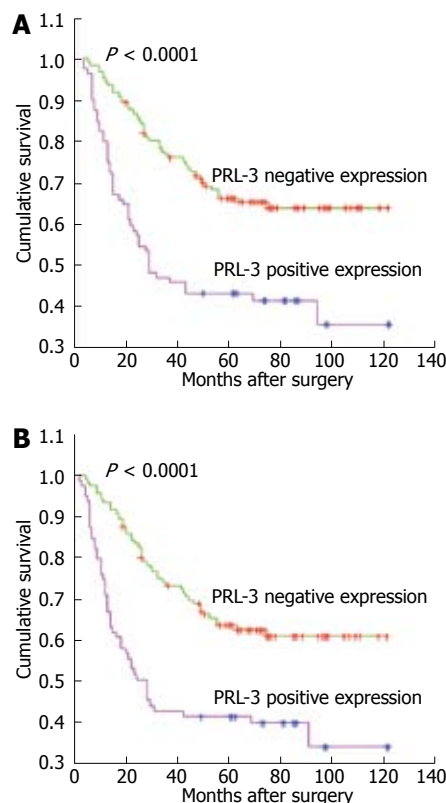 A
1.1
1.0
0.9
0.8
0.7
0.6
0.5
0.4
0.3
Cumulative survival
P < 0.0001
PRL-3 negative expression
PRL-3 positive expression
0 20 40 60 80 100 120 140
Months after surgery
B
1.1
1.0
0.9
0.8
0.7
0.6
0.5
0.4
0.3
Cumulative survival
P < 0.0001
PRL-3 negative expression
PRL-3 positive expression
0 20 40 60 80 100 120 140
Months after surgery